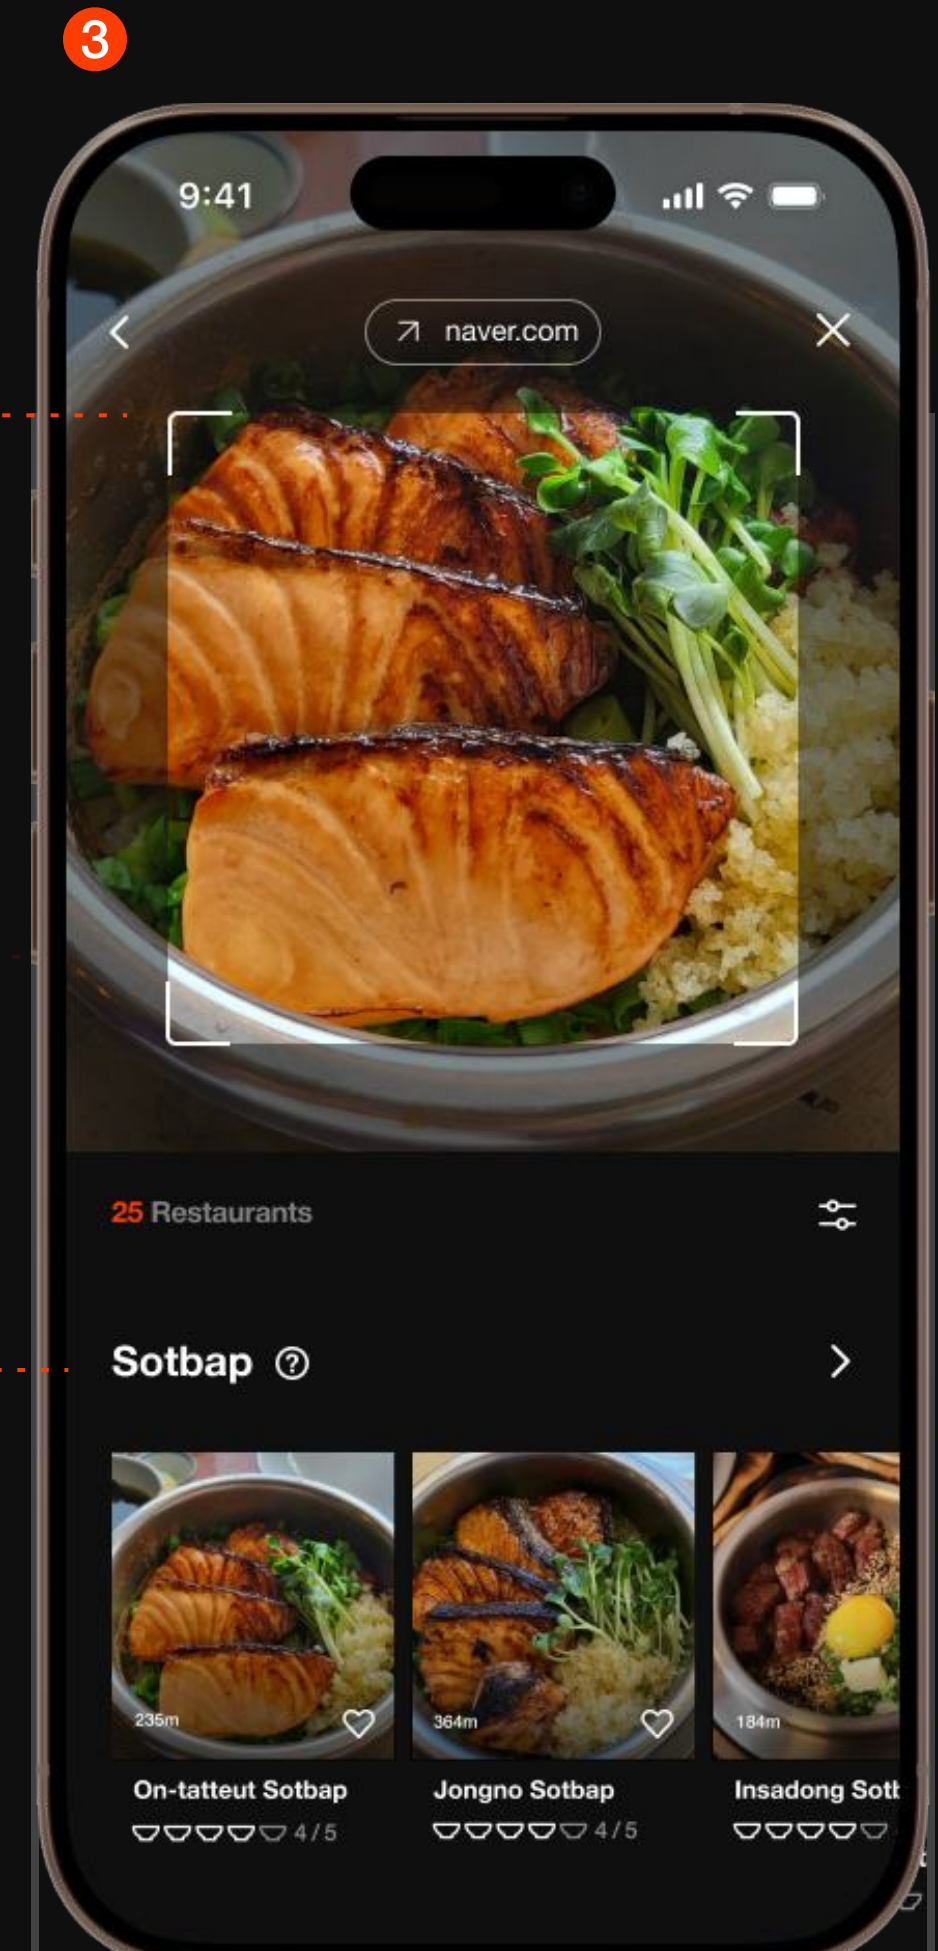 3
9:41
naver.com
25 Restaurants
Sotbap
235m
364m
184m
On-tatteut Sotbap
Jongno Sotbap
Insadong Sotb
4/5
4/5